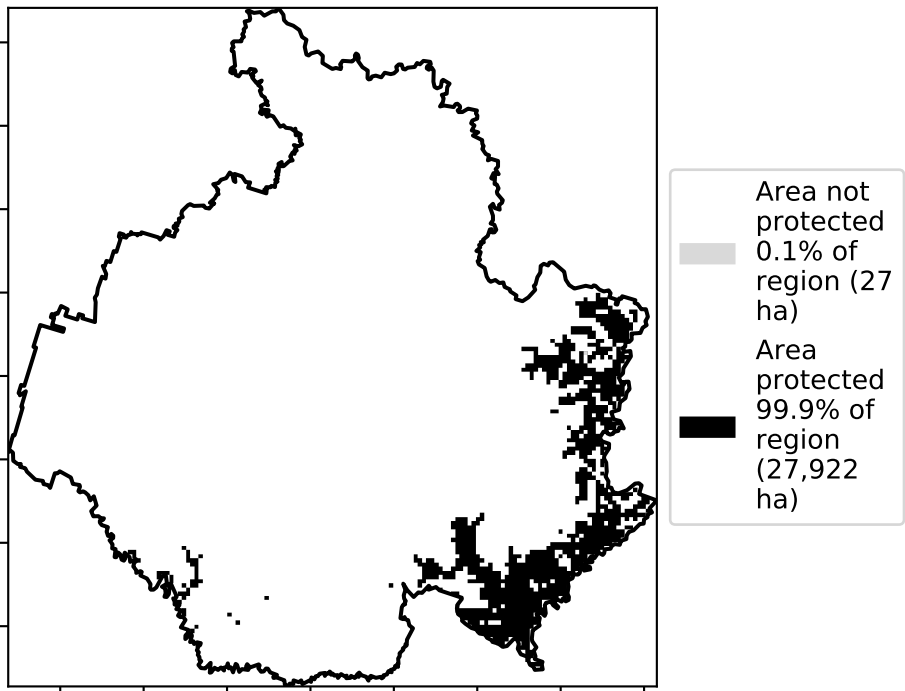 Area not
protected
0.1% of
region (27
ha)
Area
protected
99.9% of
region
(27,922
ha)